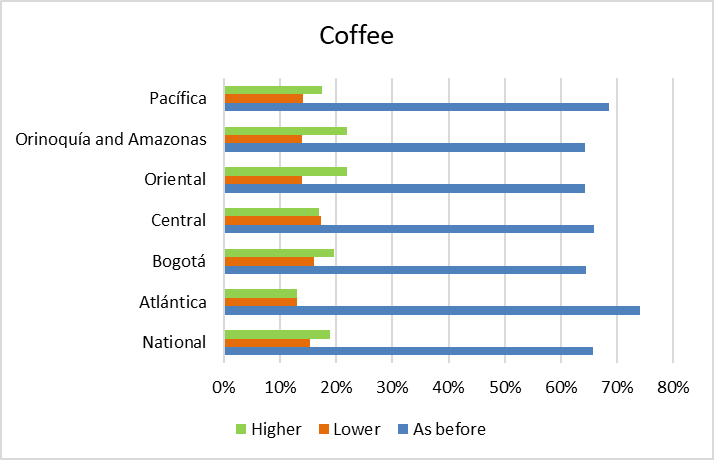 Coffee
Pacífica
Orinoquía and Amazonas
Oriental
Central
Bogotá
Atlántica
National
0% 10% 20% 30% 40% 50% 60% 70% 80%
Higher Lower As before